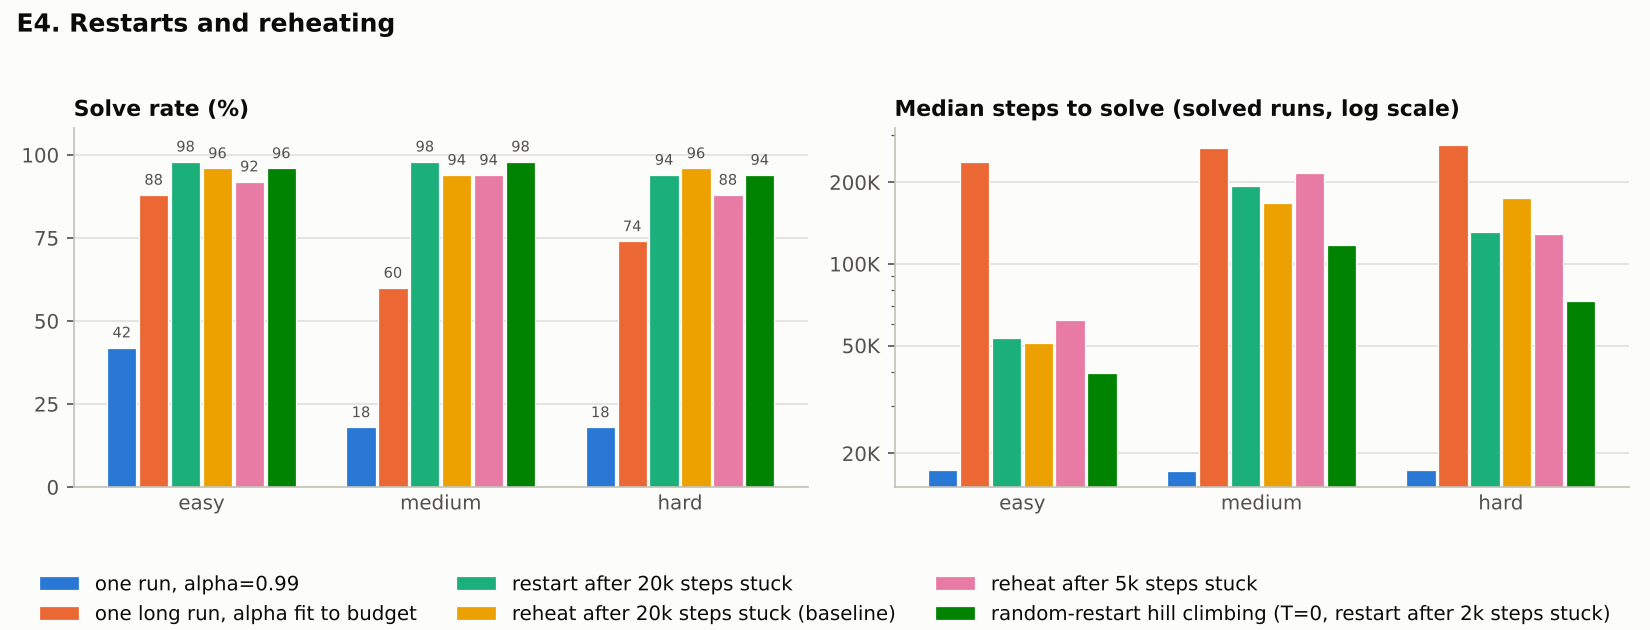 E4. Restarts and reheating
Solve rate (%)
100
75
50
25
0
42
88
98
96
92
96
18
60
98
94
94
98
18
74
94
96
88
94
easy
medium
hard
Median steps to solve (solved runs, log scale)
200K
100K
50K
20K
easy
medium
hard
one run, alpha=0.99
one long run, alpha fit to budget
restart after 20k steps stuck
reheat after 20k steps stuck (baseline)
reheat after 5k steps stuck
random-restart hill climbing (T=0, restart after 2k steps stuck)